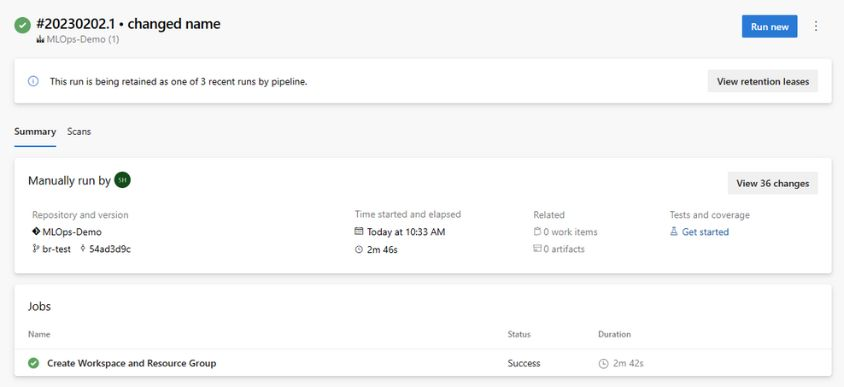 #20230202.1 • changed name
Run new
MLOps-Demo (1)
This run is being retained as one of 3 recent runs by pipeline.
View retention leases
Summary Scans
Manually run by SH
View 36 changes
Repository and version
MLOps-Demo
br-test 54ad3d9c
Time started and elapsed
Today at 10:33 AM
2m 46s
Related
0 work items
0 artifacts
Tests and coverage
Get started
Jobs
Name Status Duration
Create Workspace and Resource Group Success 2m 42s